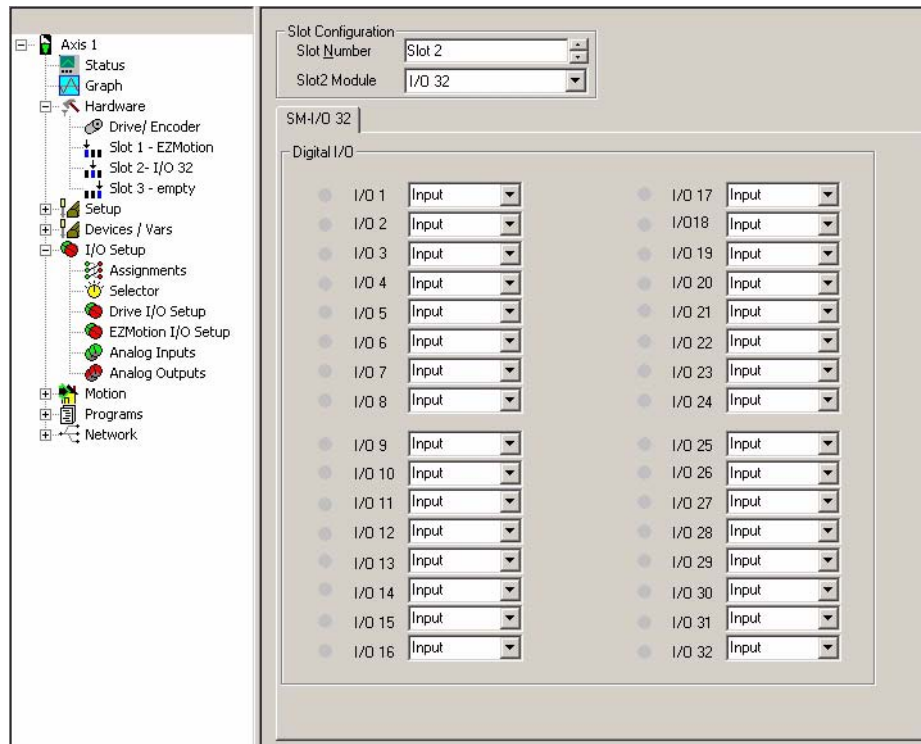 Axis 1
Status
Graph
Hardware
Drive/ Encoder
Slot 1 - EZMotion
Slot 2- I/O 32
Slot 3 - empty
Setup
Devices / Vars
I/O Setup
Assignments
Selector
Drive I/O Setup
EZMotion I/O Setup
Analog Inputs
Analog Outputs
Motion
Programs
Network
Slot Configuration
Slot Number Slot 2
Slot2 Module I/O 32
SM-I/O 32
Digital I/O
I/O 1 Input
I/O 2 Input
I/O 3 Input
I/O 4 Input
I/O 5 Input
I/O 6 Input
I/O 7 Input
I/O 8 Input
I/O 9 Input
I/O 10 Input
I/O 11 Input
I/O 12 Input
I/O 13 Input
I/O 14 Input
I/O 15 Input
I/O 16 Input
I/O 17 Input
I/O18 Input
I/O 19 Input
I/O 20 Input
I/O 21 Input
I/O 22 Input
I/O 23 Input
I/O 24 Input
I/O 25 Input
I/O 26 Input
I/O 27 Input
I/O 28 Input
I/O 29 Input
I/O 30 Input
I/O 31 Input
I/O 32 Input